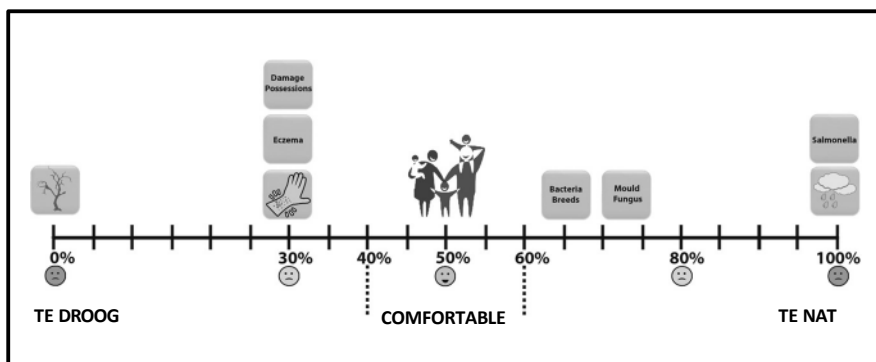 Damage
Possessions
Eczema
Salmonella
Bacteria
Breeds
Mould
Fungus
0%
30%
40%
50%
60%
80%
100%
TE DROOG
COMFORTABLE
TE NAT